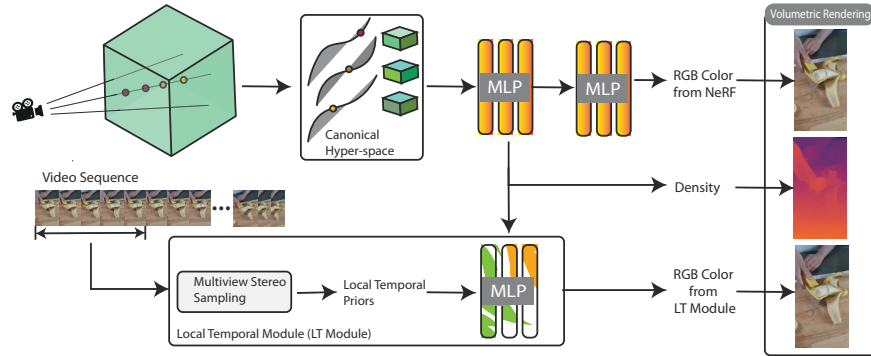 Volumetric Rendering
MLP
MLP
RGB Color
from NeRF
Canonical
Hyper-space
Video Sequence
Density
Multiview Stereo
Sampling
Local Temporal
Priors
MLP
RGB Color
from
LT Module
Local Temporal Module (LT Module)